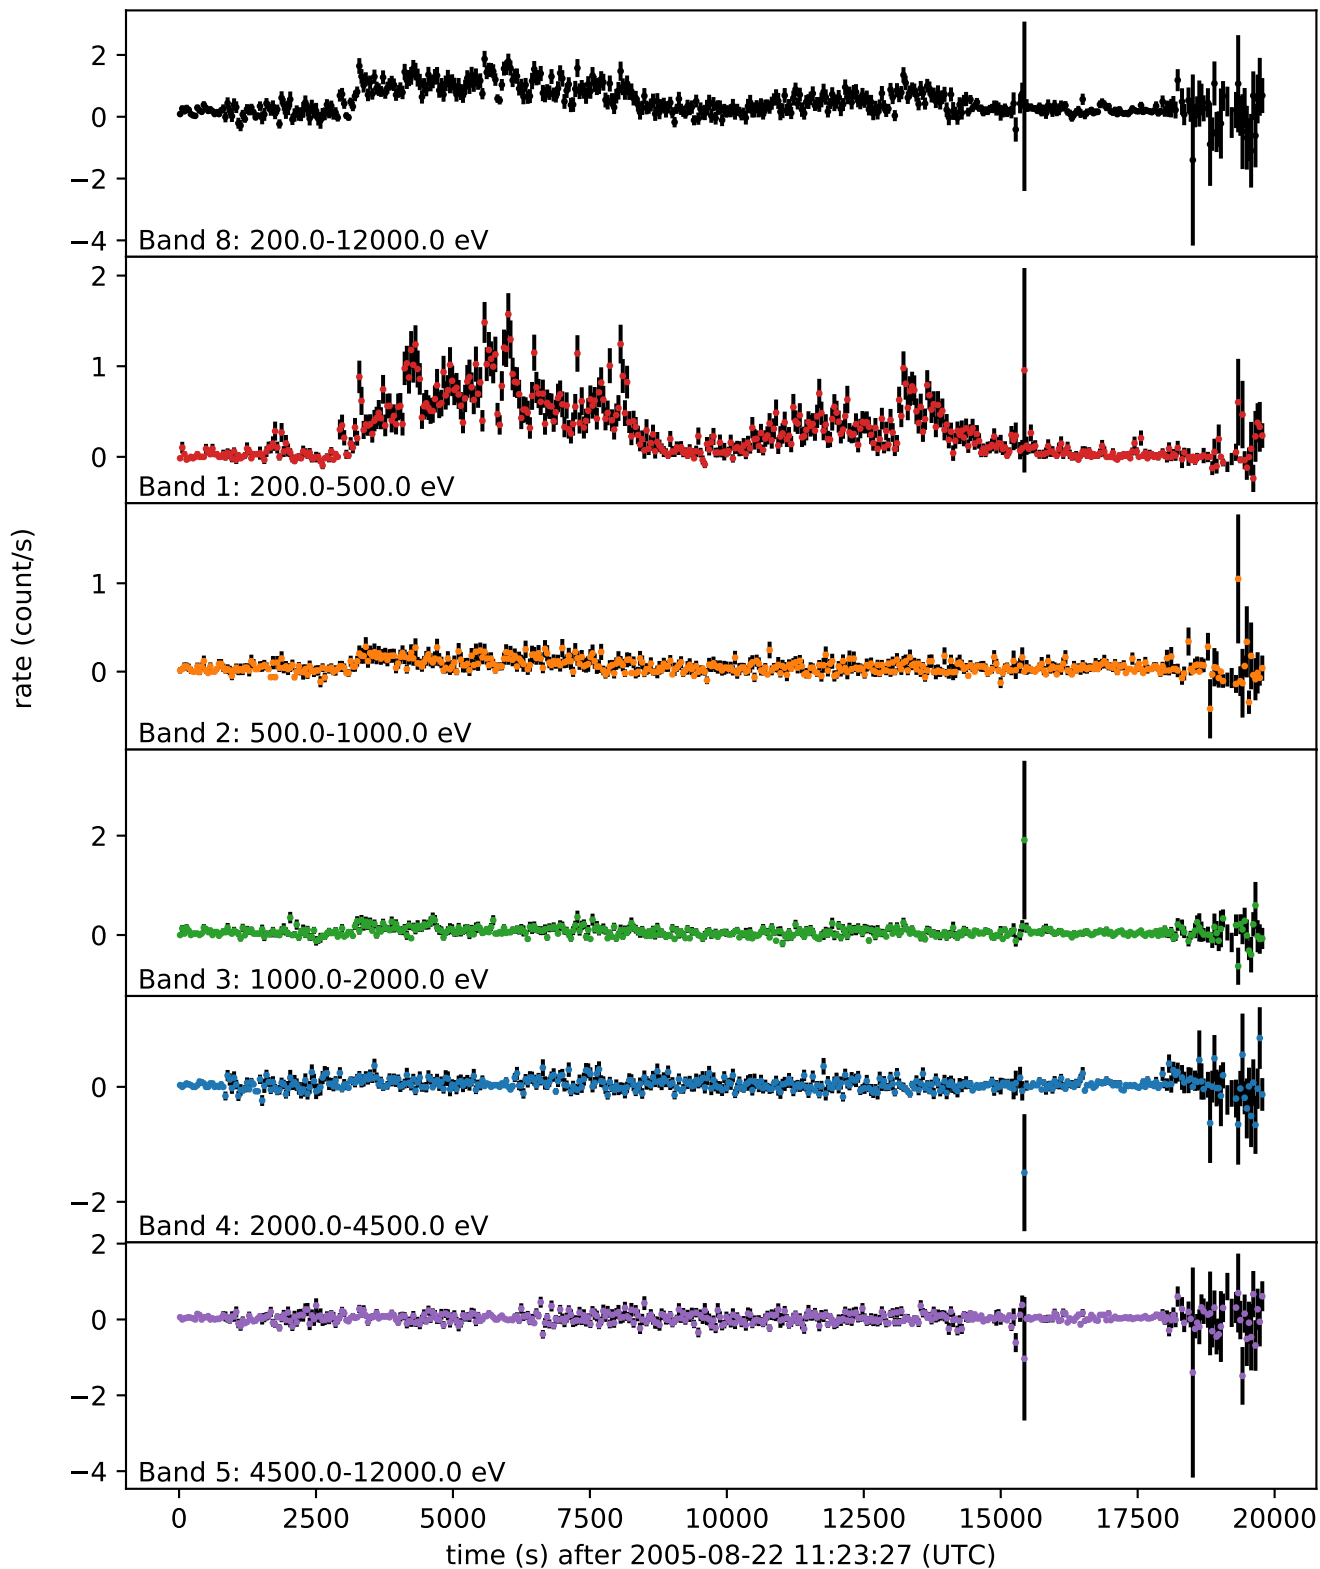 2
0
−2
−4
Band 8: 200.0-12000.0 eV
2
1
0
Band 1: 200.0-500.0 eV
1
0
Band 2: 500.0-1000.0 eV
2
0
Band 3: 1000.0-2000.0 eV
0
−2
Band 4: 2000.0-4500.0 eV
2
0
−2
−4
Band 5: 4500.0-12000.0 eV
rate (count/s)
0 2500 5000 7500 10000 12500 15000 17500 20000
time (s) after 2005-08-22 11:23:27 (UTC)